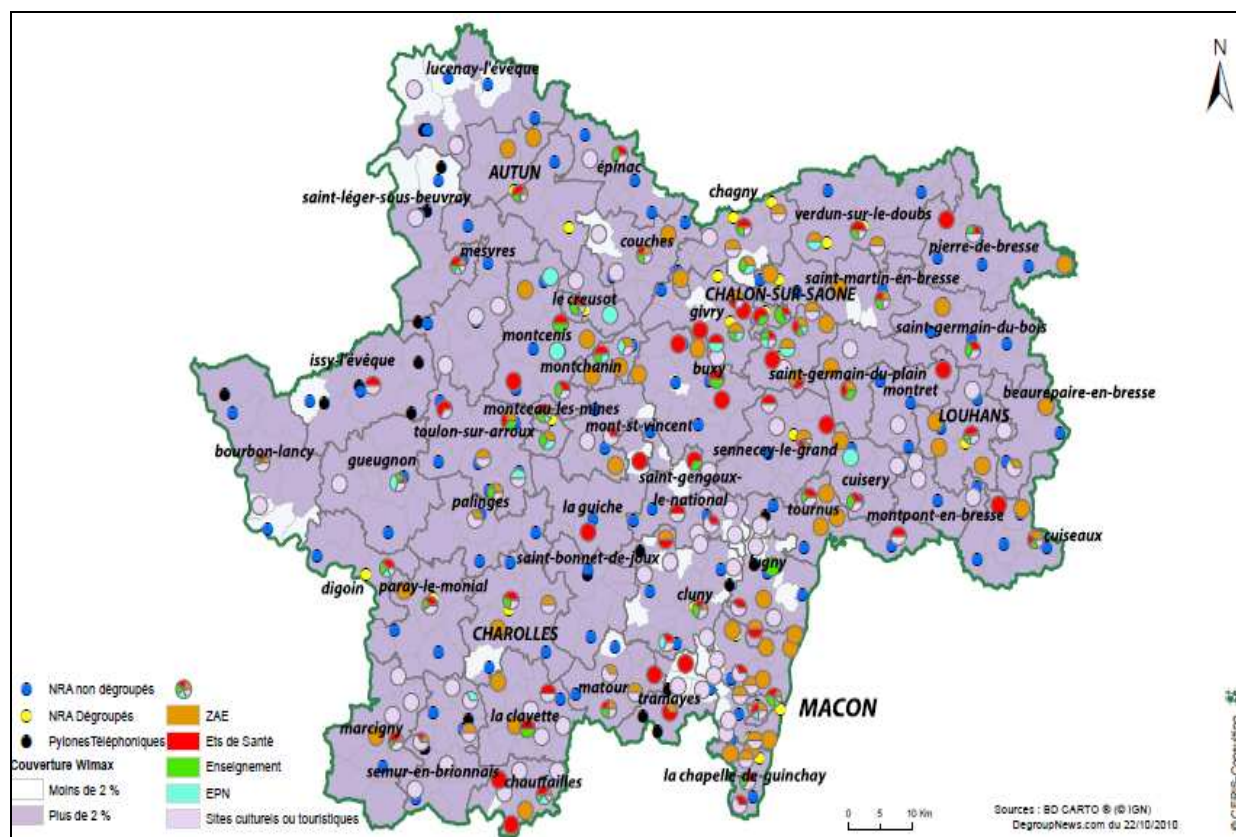 N
lucenay-l'évêque
AUTUN
épinac
saint-léger-sous-beuvray
chagny
verdun-sur-le-doubs
pierre-de-bresse
couches
mesvres
saint-martin-en-bresse
CHALON-SUR-SAONE
le creusot
givry
saint-germain-du-bois
montcenis
issy-l'évêque
montchanin
buxy
saint-germain-du-plain
montret
beaurepaire-en-bresse
LOUHANS
montceau-les-mines
toulon-sur-arroux
mont-st-vincent
bourbon-lancy
gueugnon
sennecey-le-grand
saint-gengoux-
le-national
cuisery
palinges
la guiche
tournus
montpont-en-bresse
cuiseaux
saint-bonnet-de-joux
lugny
digoin
paray-le-monial
cluny
CHAROLLES
matour
tramayes
MACON
la clayette
marcigny
semur-en-brionnais
chauffailles
la chapelle-de-guinchay
NRA non dégroupés
NRA Dégroupés
Pylones Téléphoniques
Couverture Wimax
Moins de 2 %
Plus de 2 %
ZAE
Ets de Santé
Enseignement
EPN
Sites culturels ou touristiques
0 5 10 Km
Sources : BD CARTO ® (© IGN)
DegroupNews.com du 22/10/2010